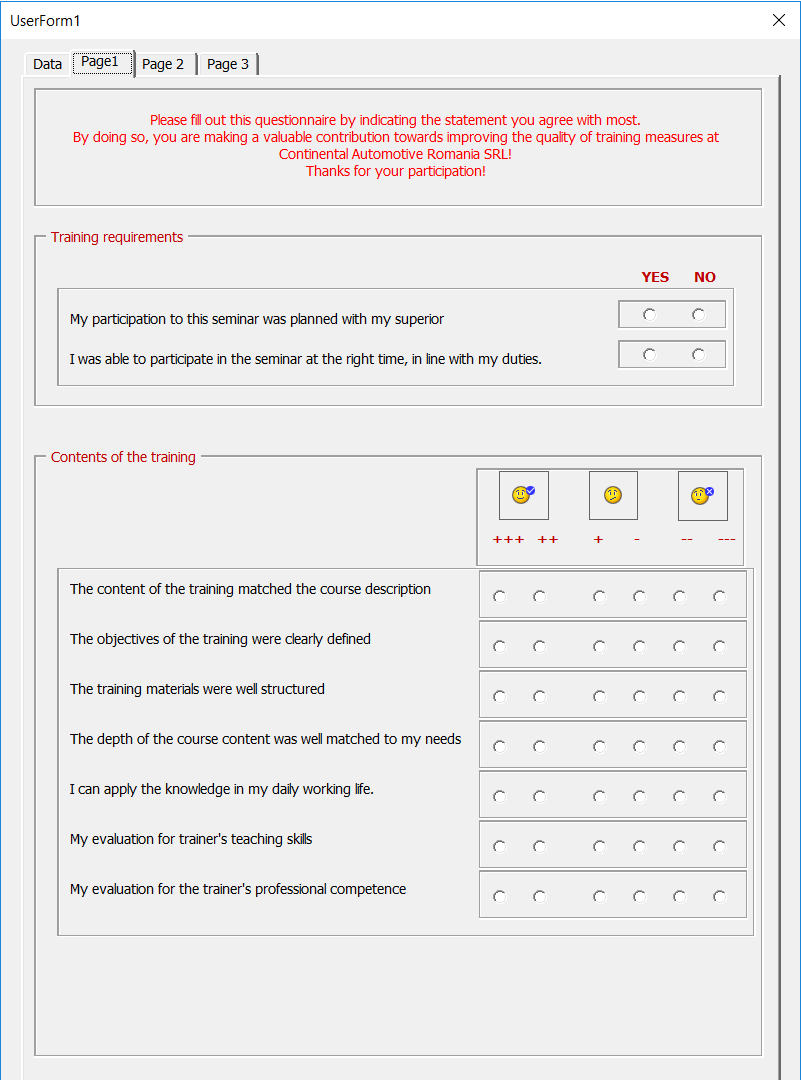 UserForm1
Data Page1 Page 2 Page 3
Please fill out this questionnaire by indicating the statement you agree with most.
By doing so, you are making a valuable contribution towards improving the quality of training measures at
Continental Automotive Romania SRL!
Thanks for your participation!
Training requirements
YES NO
My participation to this seminar was planned with my superior
I was able to participate in the seminar at the right time, in line with my duties.
Contents of the training
+++ ++ + - -- ---
The content of the training matched the course description
The objectives of the training were clearly defined
The training materials were well structured
The depth of the course content was well matched to my needs
I can apply the knowledge in my daily working life.
My evaluation for trainer's teaching skills
My evaluation for the trainer's professional competence